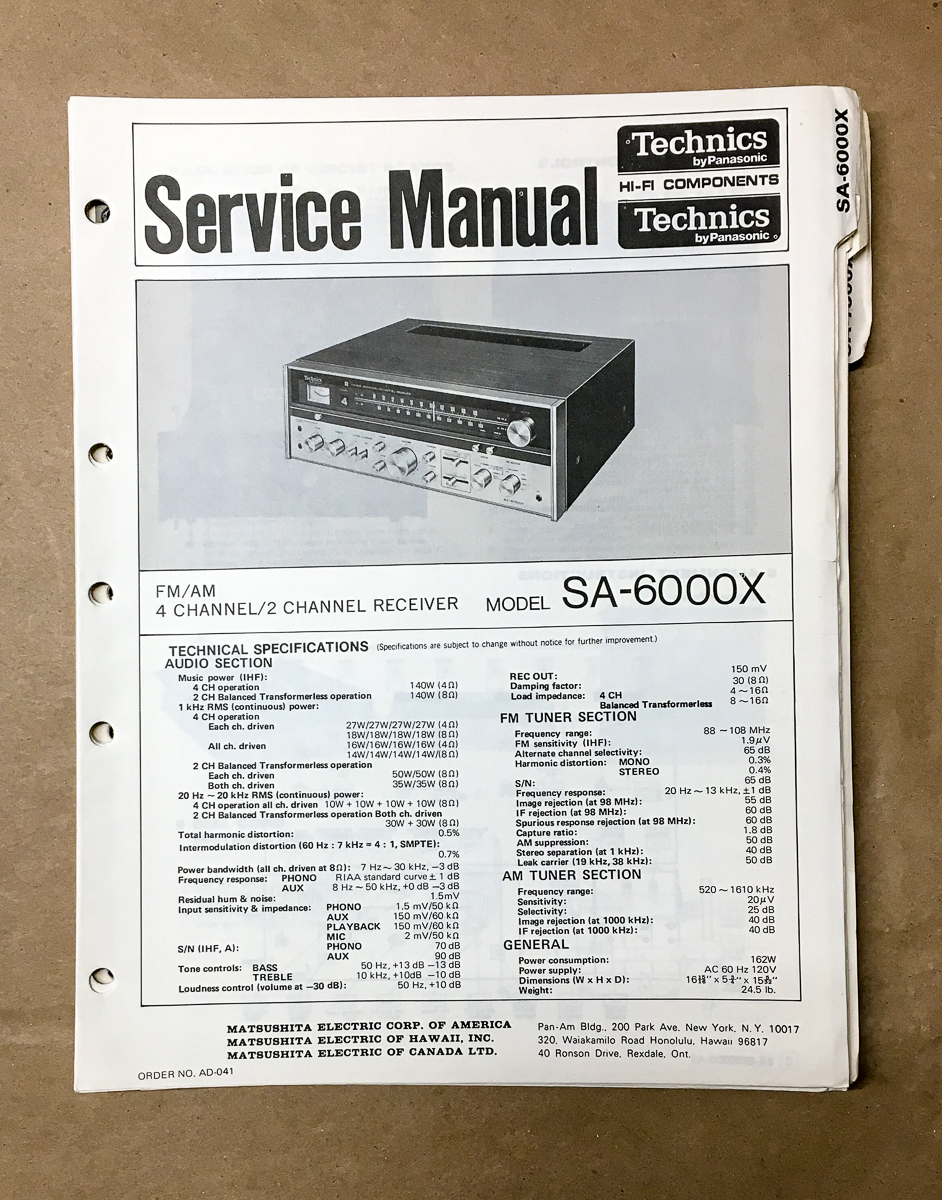 Service Manual
Technics
by Panasonic
HI-FI COMPONENTS
Technics
by Panasonic
SA-6000X
Technics
4
FM/AM
4 CHANNEL/2 CHANNEL RECEIVER MODEL SA-6000X
TECHNICAL SPECIFICATIONS (Specifications are subject to change without notice for further improvement.)
AUDIO SECTION
Music power (IHF):
4 CH operation 140W (4Ω)
2 CH Balanced Transformerless operation 140W (8Ω)
1 kHz RMS (continuous) power:
4 CH operation
Each ch. driven 27W/27W/27W/27W (4Ω)
18W/18W/18W/18W (8Ω)
All ch. driven 16W/16W/16W/16W (4Ω)
14W/14W/14W/14W/(8Ω)
2 CH Balanced Transformerless operation
Each ch. driven 50W/50W (8Ω)
Both ch. driven 35W/35W (8Ω)
20 Hz ~ 20 kHz RMS (continuous) power:
4 CH operation all ch. driven 10W + 10W + 10W + 10W (8Ω)
2 CH Balanced Transformerless operation Both ch. driven
30W + 30W (8Ω)
Total harmonic distortion: 0.5%
Intermodulation distortion (60 Hz : 7 kHz = 4 : 1, SMPTE):
0.7%
Power bandwidth (all ch. driven at 8Ω): 7 Hz ~ 30 kHz, −3 dB
Frequency response: PHONO RIAA standard curve ± 1 dB
AUX 8 Hz ~ 50 kHz, +0 dB −3 dB
Residual hum & noise: 1.5mV
Input sensitivity & impedance: PHONO 1.5 mV/50 kΩ
AUX 150 mV/60 kΩ
PLAYBACK 150 mV/60 kΩ
MIC 2 mV/50 kΩ
S/N (IHF, A): PHONO 70 dB
AUX 90 dB
Tone controls: BASS 50 Hz, +13 dB −13 dB
TREBLE 10 kHz, +10dB −10 dB
Loudness control (volume at −30 dB): 50 Hz, +10 dB
REC OUT: 150 mV
Damping factor: 30 (8Ω)
Load impedance: 4 CH 4 ~ 16Ω
Balanced Transformerless 8 ~ 16Ω
FM TUNER SECTION
Frequency range: 88 ~ 108 MHz
FM sensitivity (IHF): 1.9μV
Alternate channel selectivity: 65 dB
Harmonic distortion: MONO 0.3%
STEREO 0.4%
S/N: 65 dB
Frequency response: 20 Hz ~ 13 kHz, ±1 dB
Image rejection (at 98 MHz): 55 dB
IF rejection (at 98 MHz): 60 dB
Spurious response rejection (at 98 MHz): 60 dB
Capture ratio: 1.8 dB
AM suppression: 50 dB
Stereo separation (at 1 kHz): 40 dB
Leak carrier (19 kHz, 38 kHz): 50 dB
AM TUNER SECTION
Frequency range: 520 ~ 1610 kHz
Sensitivity: 20μV
Selectivity: 25 dB
Image rejection (at 1000 kHz): 40 dB
IF rejection (at 1000 kHz): 40 dB
GENERAL
Power consumption: 162W
Power supply: AC 60 Hz 120V
Dimensions (W x H x D):
Weight: 24.5 lb.
MATSUSHITA ELECTRIC CORP. OF AMERICA Pan-Am Bldg., 200 Park Ave. New York, N.Y. 10017
MATSUSHITA ELECTRIC OF HAWAII, INC. 320, Waiakamilo Road Honolulu, Hawaii 96817
MATSUSHITA ELECTRIC OF CANADA LTD. 40 Ronson Drive, Rexdale, Ont.
ORDER NO. AD-041